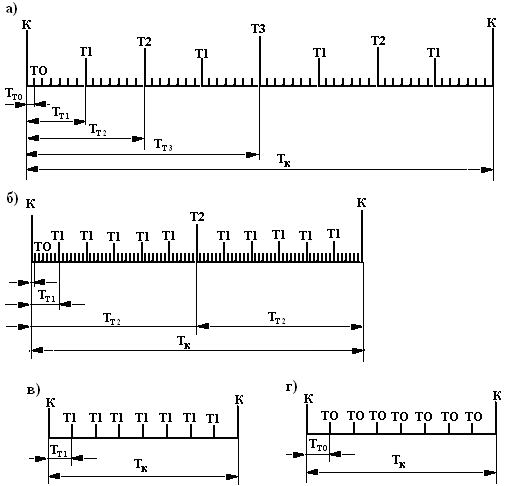 а)
К Т3 К
Т2 Т2
Т1 Т1 Т1 Т1
ТО
ТТО
ТТ1
ТТ2
ТТ3
ТК
б)
К К
Т2
ТО Т1 Т1 Т1 Т1 Т1 Т1 Т1 Т1 Т1 Т1
ТТ1
ТТ2 ТТ2
ТК
в) г)
К К К К
Т1 Т1 Т1 Т1 Т1 Т1 Т1 ТО ТО ТО ТО ТО ТО ТО
ТТ1 ТТО
ТК ТК